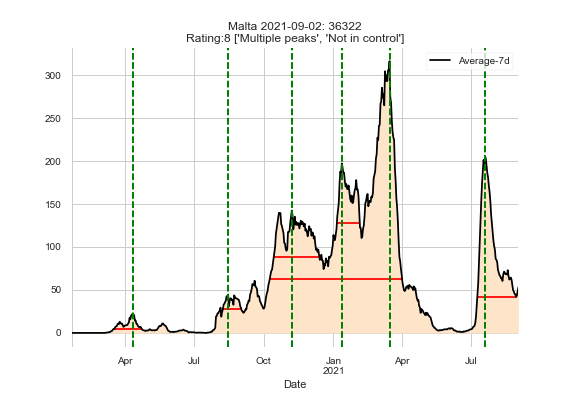 Malta 2021-09-02: 36322
Rating:8 ['Multiple peaks', 'Not in control']
Average-7d
300
250
200
150
100
50
0
Apr
Jul
Oct
Jan
2021
Apr
Jul
Date